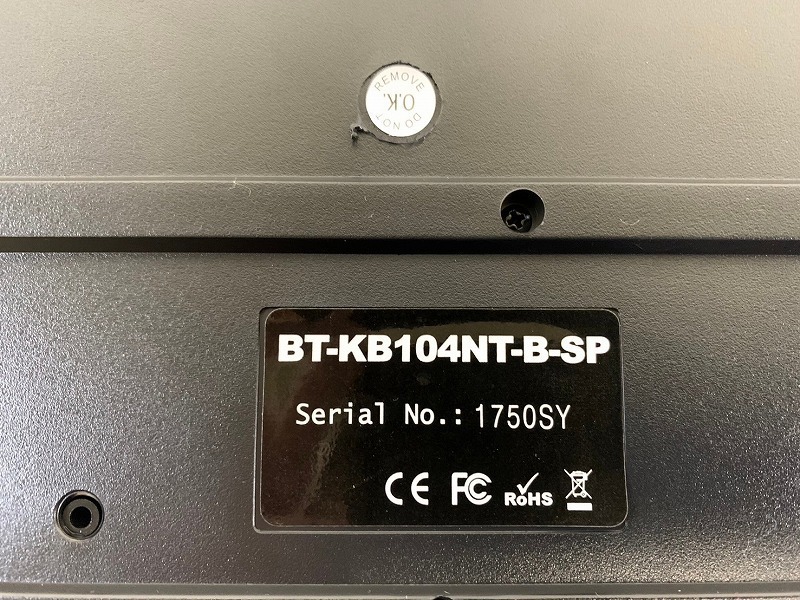 REMOVE
O.K.
DO NOT
BT-KB104NT-B-SP
Serial No.: 1750SY
CE FC
RoHS